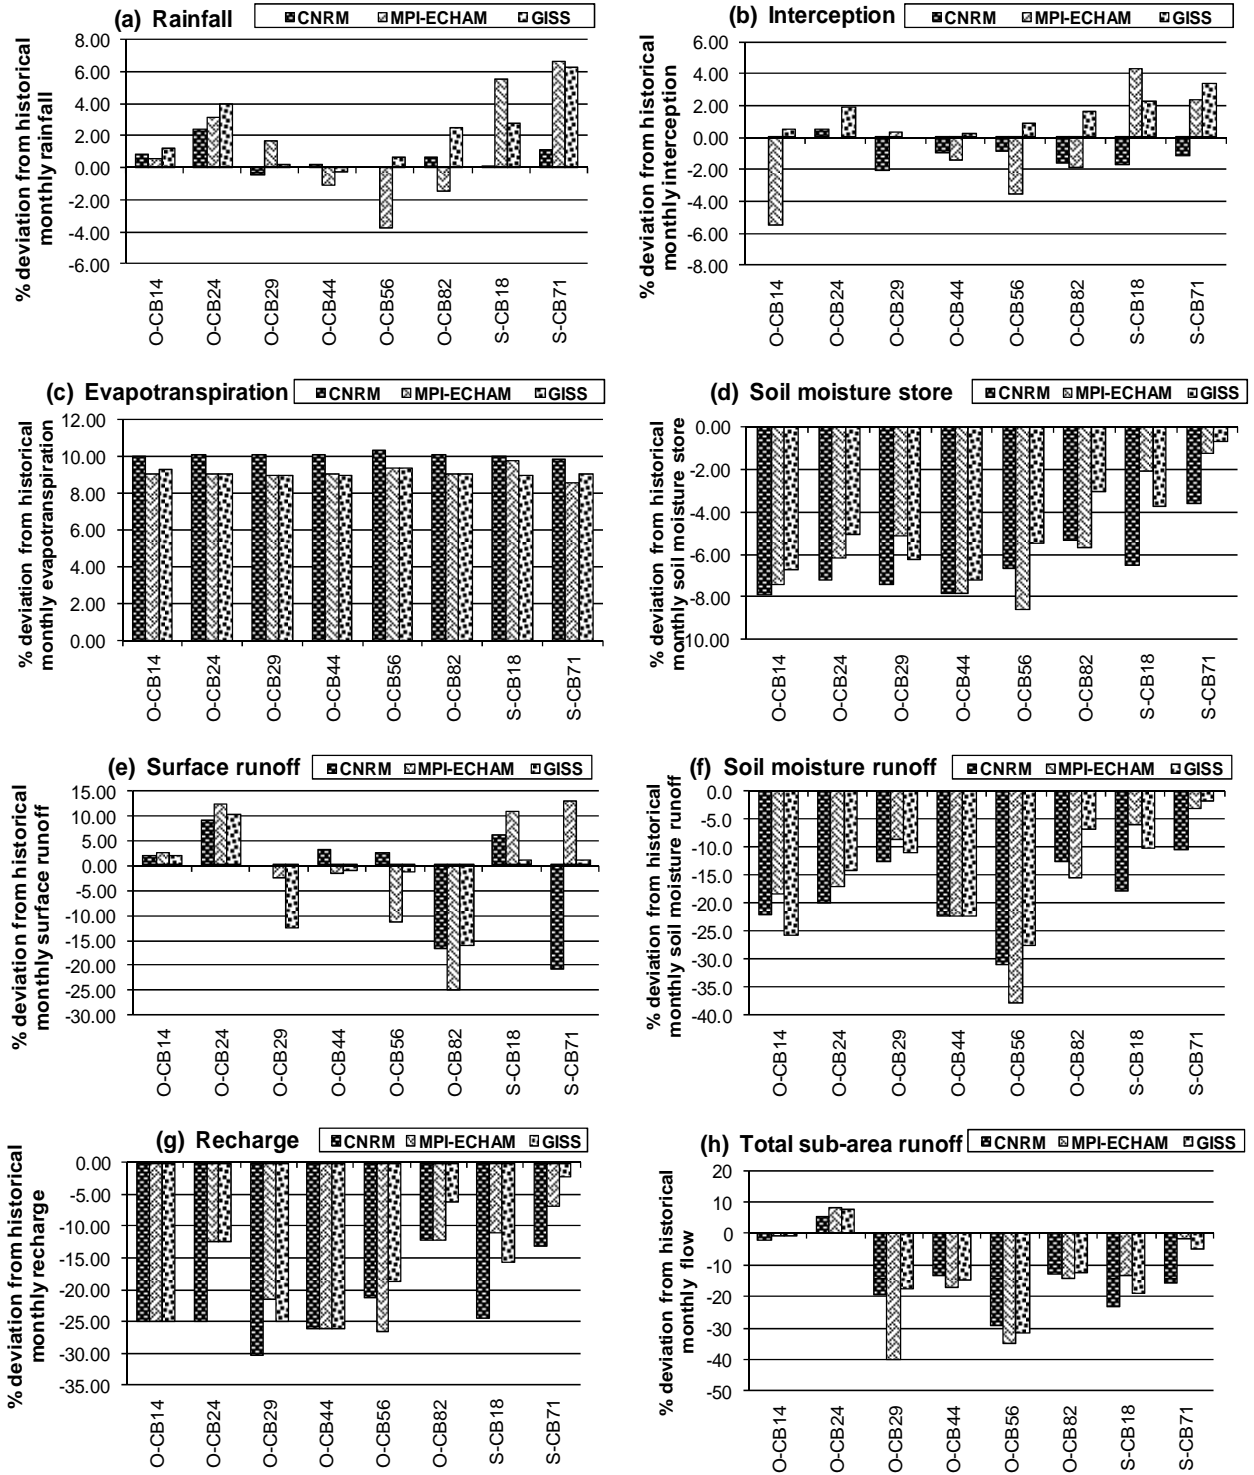 (a) Rainfall
CNRM MPI-ECHAM GISS
% deviation from historical
monthly rainfall
8.00
6.00
4.00
2.00
0.00
-2.00
-4.00
-6.00
O-CB14 O-CB24 O-CB29 O-CB44 O-CB56 O-CB82 S-CB18 S-CB71
(b) Interception
CNRM MPI-ECHAM GISS
% deviation from historical
monthly interception
6.00
4.00
2.00
0.00
-2.00
-4.00
-6.00
-8.00
O-CB14 O-CB24 O-CB29 O-CB44 O-CB56 O-CB82 S-CB18 S-CB71
(c) Evapotranspiration
CNRM MPI-ECHAM GISS
% deviation from historical
monthly evapotranspiration
12.00
10.00
8.00
6.00
4.00
2.00
0.00
O-CB14 O-CB24 O-CB29 O-CB44 O-CB56 O-CB82 S-CB18 S-CB71
(d) Soil moisture store
CNRM MPI-ECHAM GISS
% deviation from historical
monthly soil moisture store
0.00
-2.00
-4.00
-6.00
-8.00
-10.00
O-CB14 O-CB24 O-CB29 O-CB44 O-CB56 O-CB82 S-CB18 S-CB71
(e) Surface runoff
CNRM MPI-ECHAM GISS
% deviation from historical
monthly surface runoff
15.00
10.00
5.00
0.00
-5.00
-10.00
-15.00
-20.00
-25.00
-30.00
O-CB14 O-CB24 O-CB29 O-CB44 O-CB56 O-CB82 S-CB18 S-CB71
(f) Soil moisture runoff
CNRM MPI-ECHAM GISS
% deviation from historical
monthly soil moisture runoff
0.0
-5.0
-10.0
-15.0
-20.0
-25.0
-30.0
-35.0
-40.0
O-CB14 O-CB24 O-CB29 O-CB44 O-CB56 O-CB82 S-CB18 S-CB71
(g) Recharge
CNRM MPI-ECHAM GISS
% deviation from historical
monthly recharge
0.00
-5.00
-10.00
-15.00
-20.00
-25.00
-30.00
-35.00
O-CB14 O-CB24 O-CB29 O-CB44 O-CB56 O-CB82 S-CB18 S-CB71
(h) Total sub-area runoff
CNRM MPI-ECHAM GISS
% deviation from historical
monthly flow
20
10
0
-10
-20
-30
-40
-50
O-CB14 O-CB24 O-CB29 O-CB44 O-CB56 O-CB82 S-CB18 S-CB71